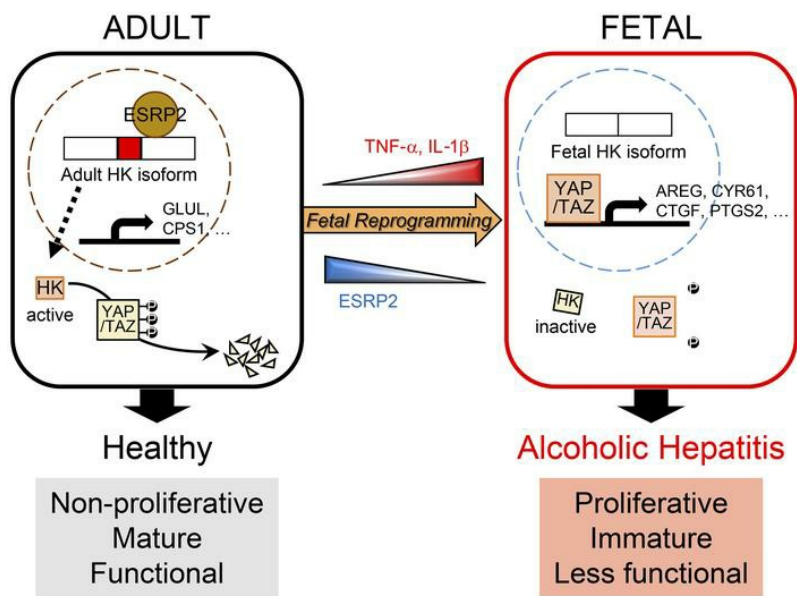 ADULT
FETAL
ESRP2
Adult HK isoform
GLUL,
CPS1, ...
HK
active
YAP
/TAZ
P
P
P
TNF-α, IL-1β
Fetal Reprogramming
ESRP2
Fetal HK isoform
YAP
/TAZ
AREG, CYR61,
CTGF, PTGS2, ...
HK
inactive
YAP
/TAZ
P
P
Healthy
Alcoholic Hepatitis
Non-proliferative
Mature
Functional
Proliferative
Immature
Less functional